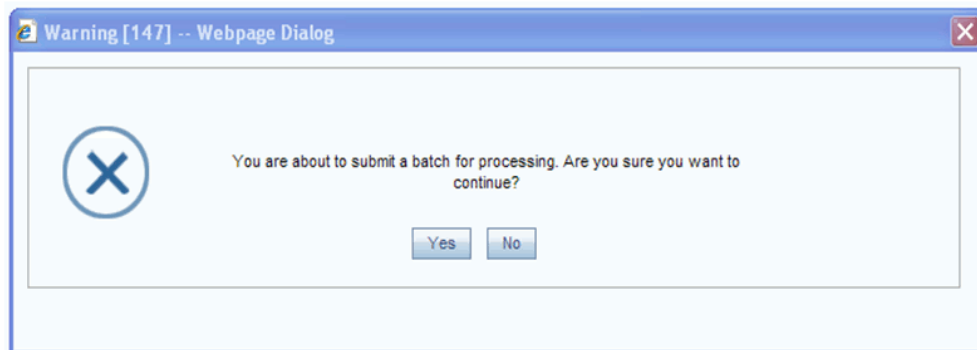 Warning [147] -- Webpage Dialog
You are about to submit a batch for processing. Are you sure you want to
continue?
Yes No